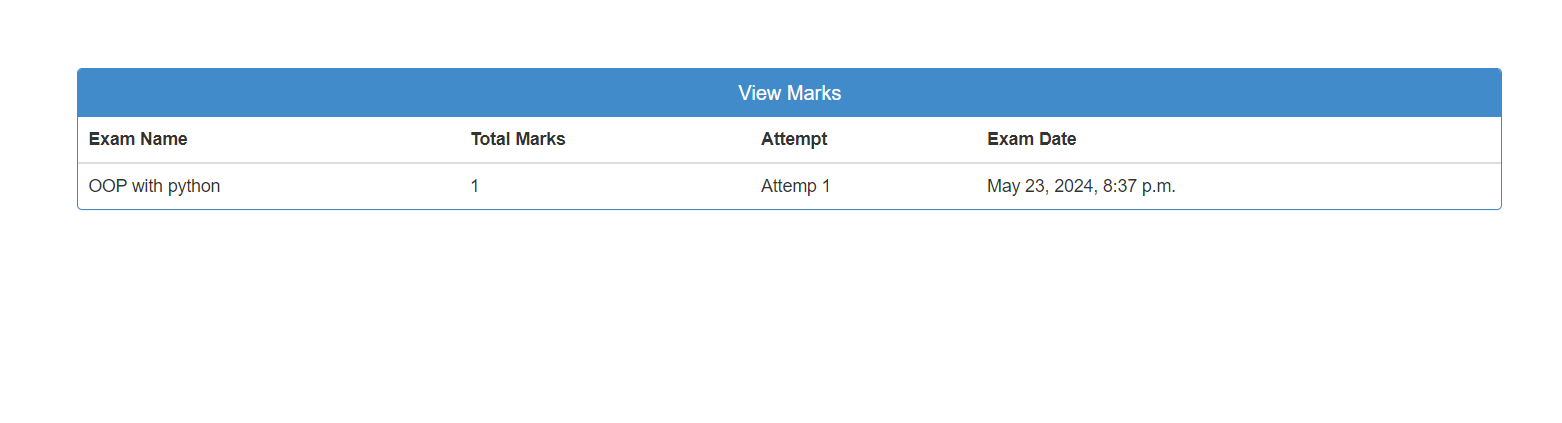 View Marks
Exam Name Total Marks Attempt Exam Date
OOP with python 1 Attemp 1 May 23, 2024, 8:37 p.m.